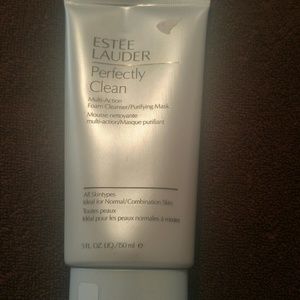 ESTĒE
LAUDER
Perfectly
Clean
Multi-Action
Foam Cleanser/Purifying Mask
Mousse nettoyante
multi-action/Masque purifiant
All Skintypes
Ideal for Normal/Combination Skin
Toutes peaux
Idéal pour les peaux normales à mixtes
5 FL.OZ.LIQ./150 ml e